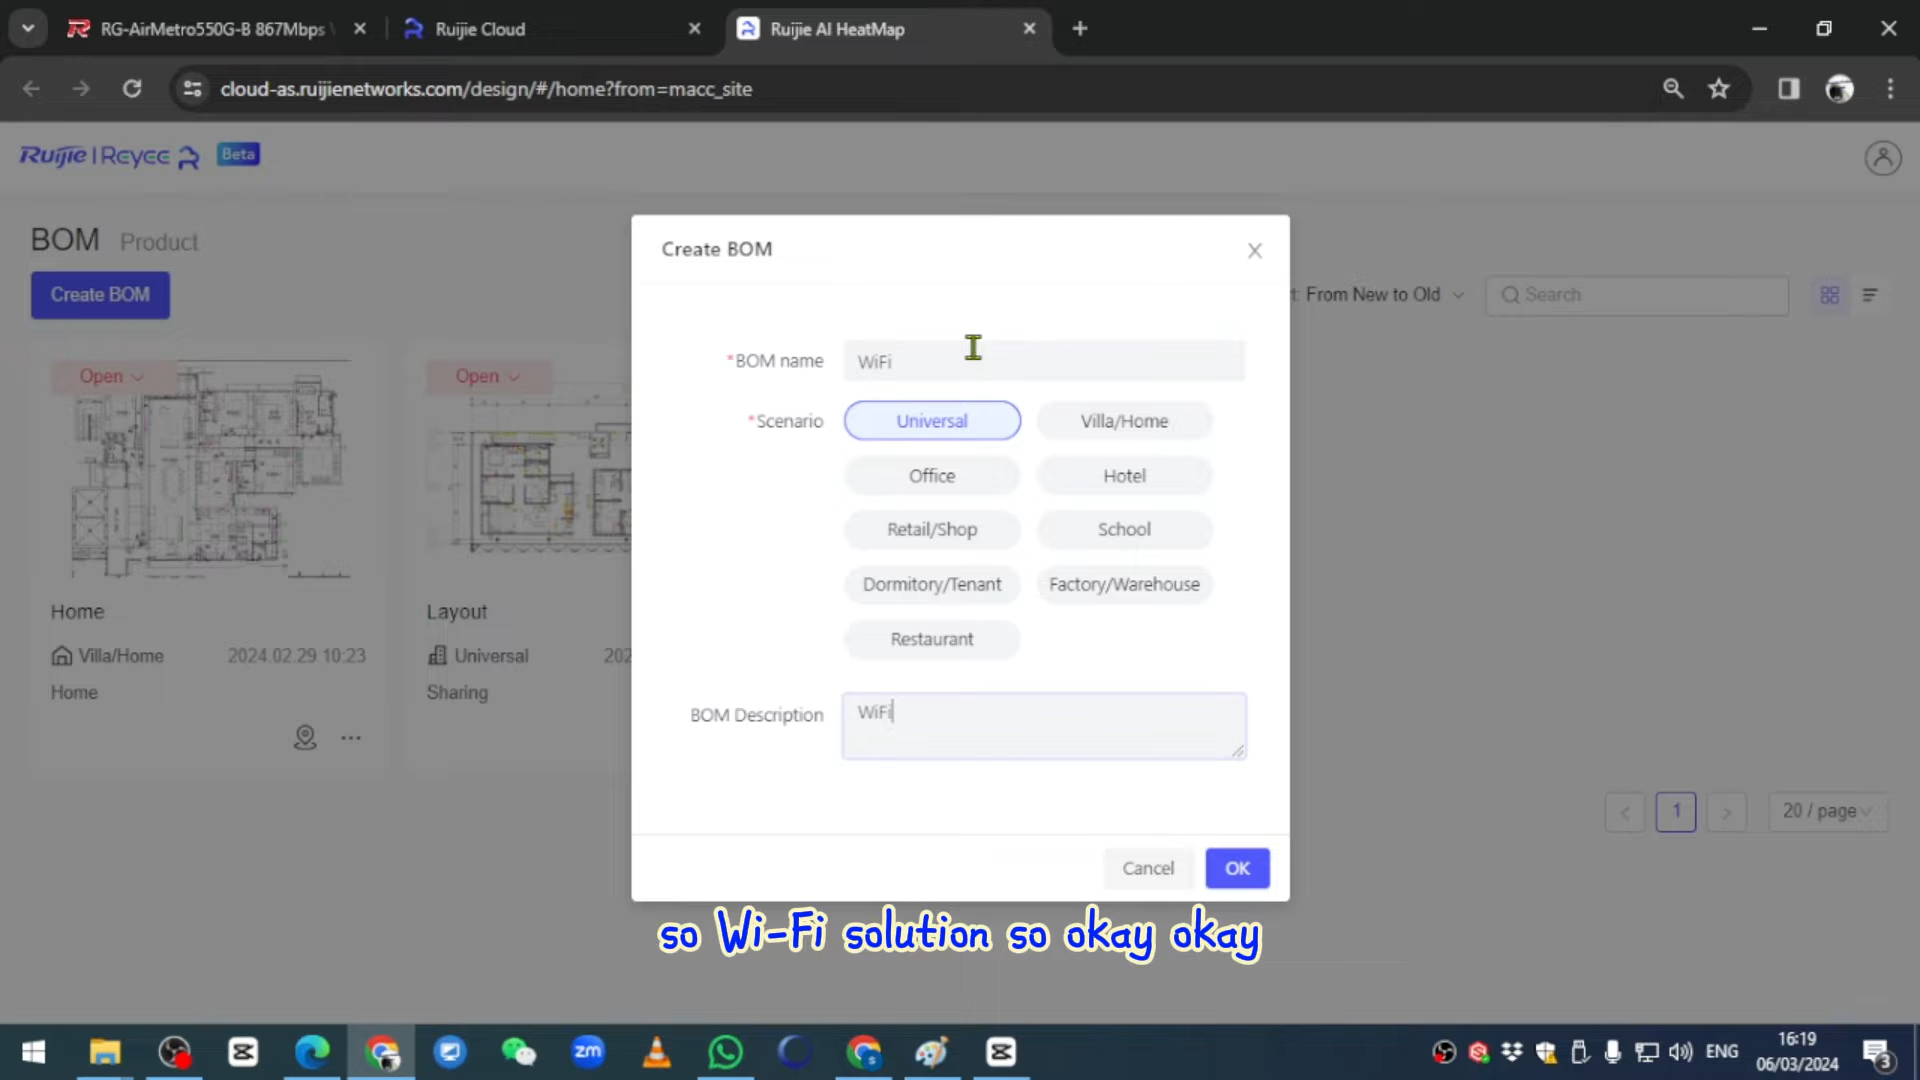 RG-AirMetro550G-B 867Mbps
Ruijie Cloud
Ruijie AI HeatMap
cloud-as.ruijienetworks.com/design/#/home?from=macc_site
Ruijie | Reyee Beta
BOM Product
Create BOM
t: From New to Old
Search
Open
Home
Villa/Home 2024.02.29 10:23
Home
Open
Layout
Universal 202
Sharing
Create BOM
*BOM name WiFi
*Scenario Universal Villa/Home
Office Hotel
Retail/Shop School
Dormitory/Tenant Factory/Warehouse
Restaurant
BOM Description WiFi
Cancel OK
1 20 / page
so Wi-Fi solution so okay okay
zm
ENG
16:19
06/03/2024
3